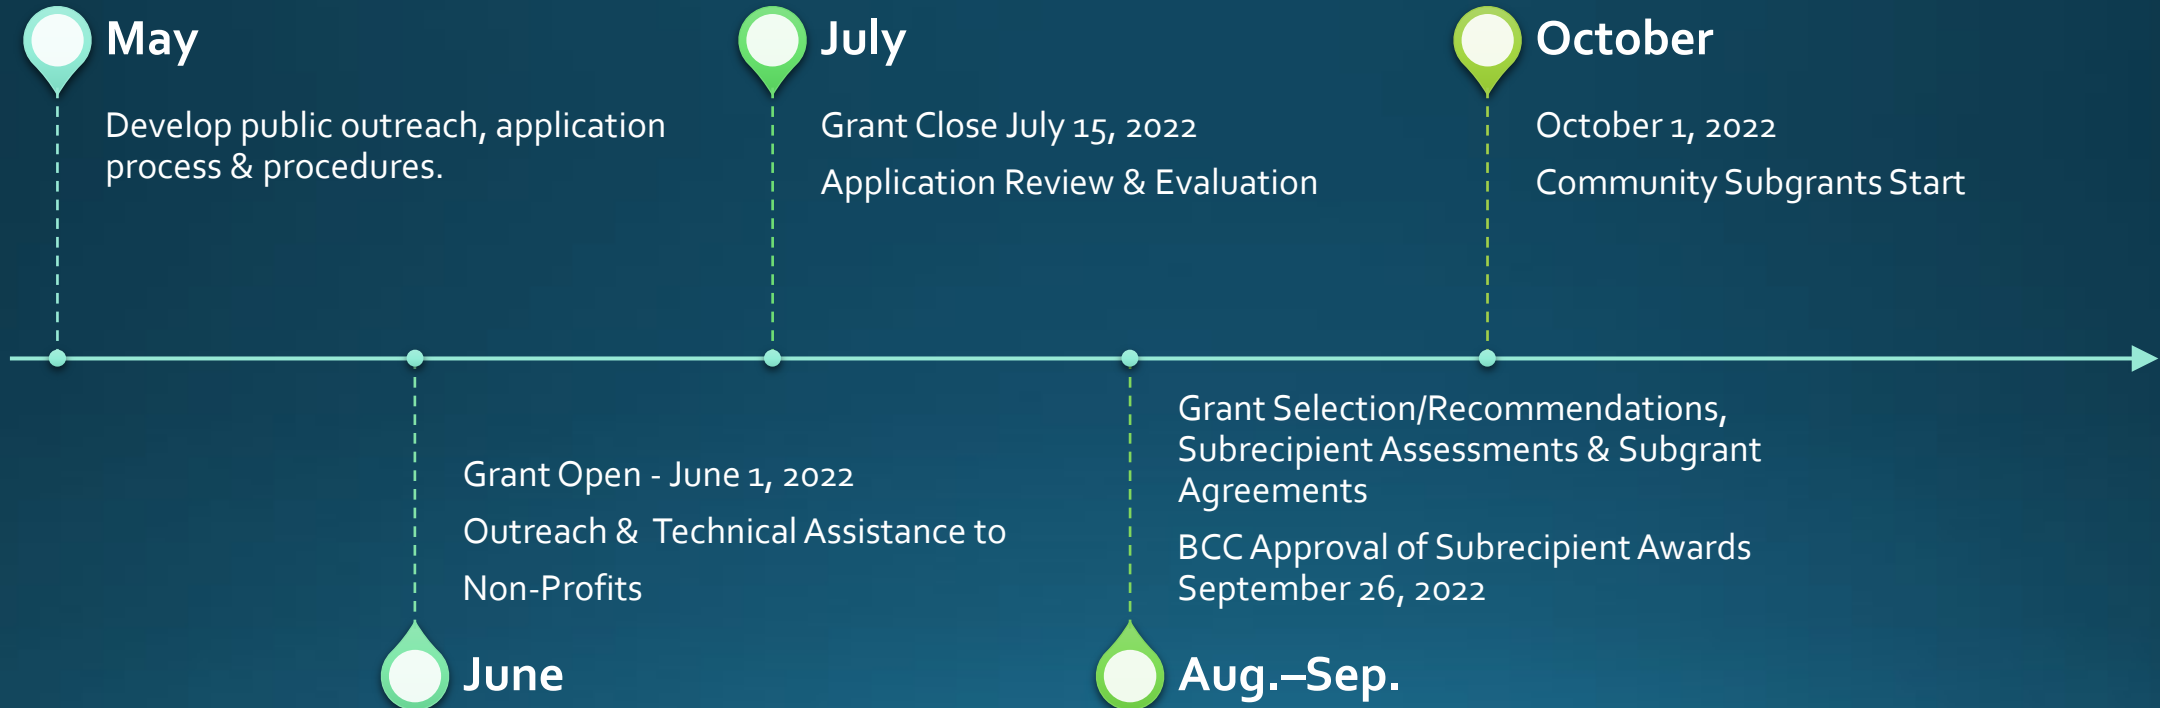 May
Develop public outreach, application
process & procedures.
July
Grant Close July 15, 2022
Application Review & Evaluation
October
October 1, 2022
Community Subgrants Start
Grant Open - June 1, 2022
Outreach & Technical Assistance to
Non-Profits
June
Grant Selection/Recommendations,
Subrecipient Assessments & Subgrant
Agreements
BCC Approval of Subrecipient Awards
September 26, 2022
Aug.–Sep.